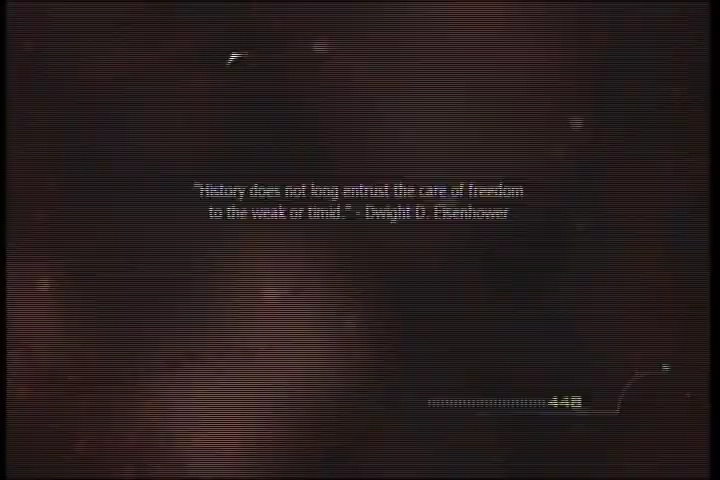 "History does not long entrust the care of freedom
to the weak or timid." - Dwight D. Eisenhower
448